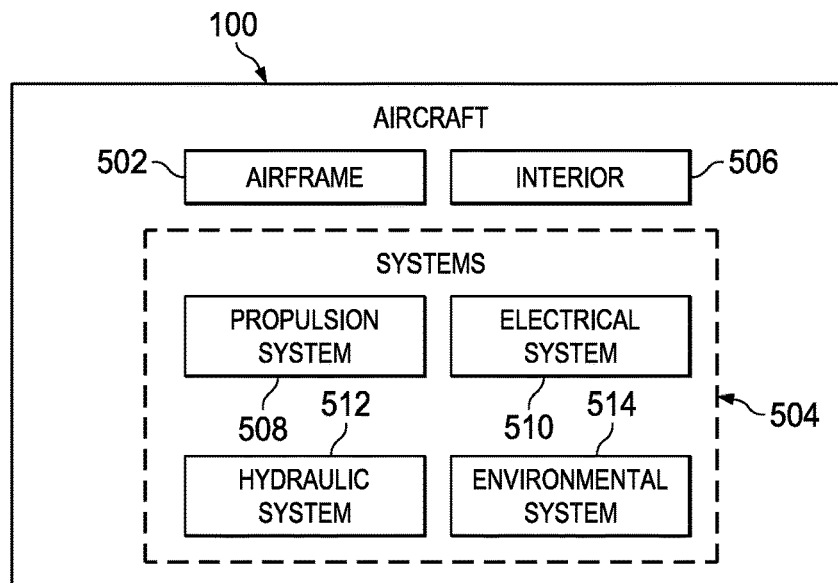 100
AIRCRAFT
502 AIRFRAME INTERIOR 506
SYSTEMS
PROPULSION ELECTRICAL
SYSTEM SYSTEM
508 512 510 514 504
HYDRAULIC ENVIRONMENTAL
SYSTEM SYSTEM